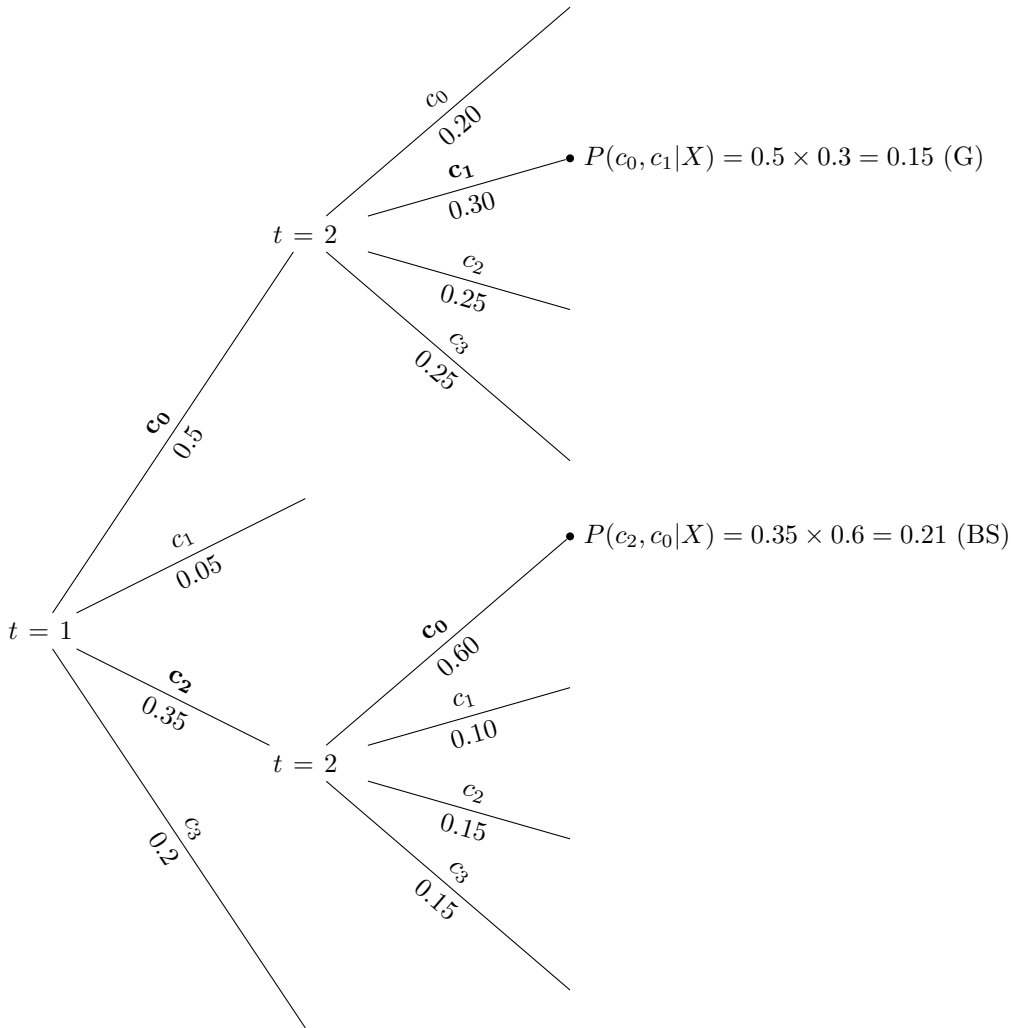 c₀
0.20
c₁
0.30
P(c₀, c₁|X) = 0.5 × 0.3 = 0.15 (G)
t = 2
c₂
0.25
c₃
0.25
c₀
0.5
c₁
0.05
P(c₂, c₀|X) = 0.35 × 0.6 = 0.21 (BS)
t = 1
c₀
0.60
c₂
0.35
c₁
0.10
t = 2
c₂
0.15
c₃
0.2
c₃
0.15